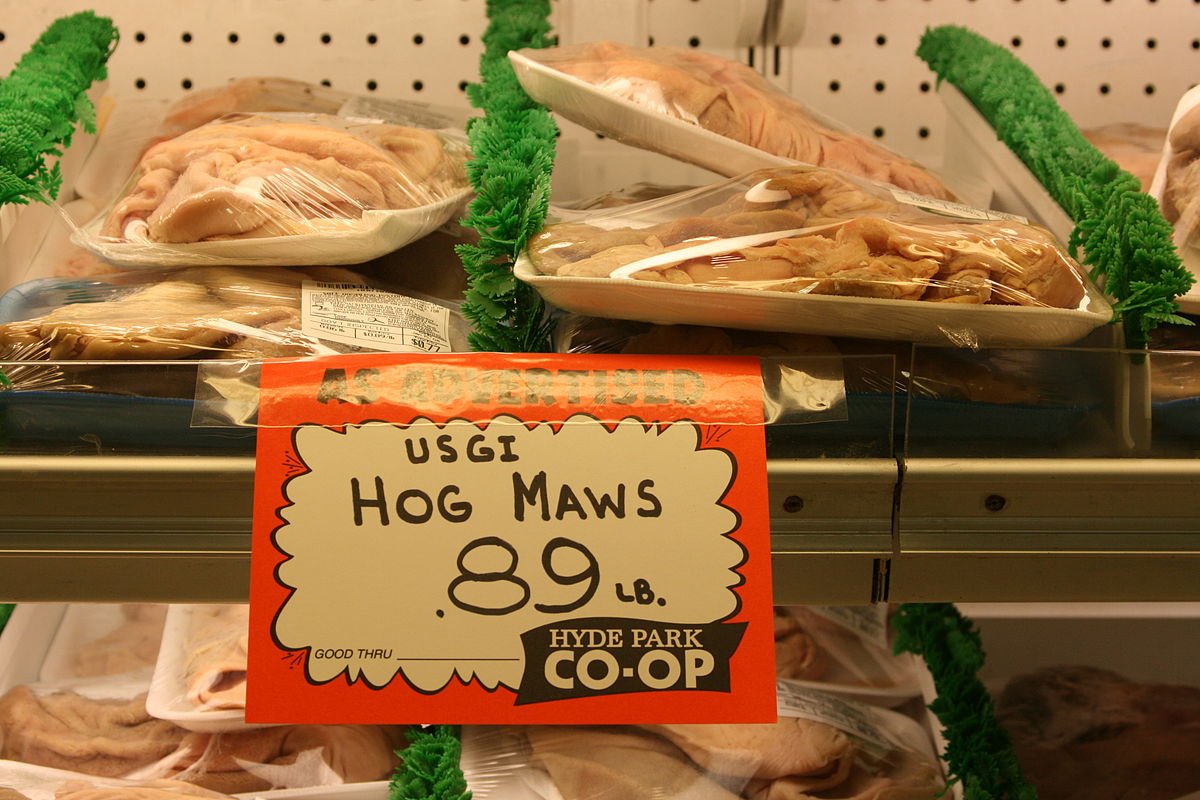 AS ADVERTISED
USGI
HOG MAWS
.89 LB.
GOOD THRU
HYDE PARK
CO-OP